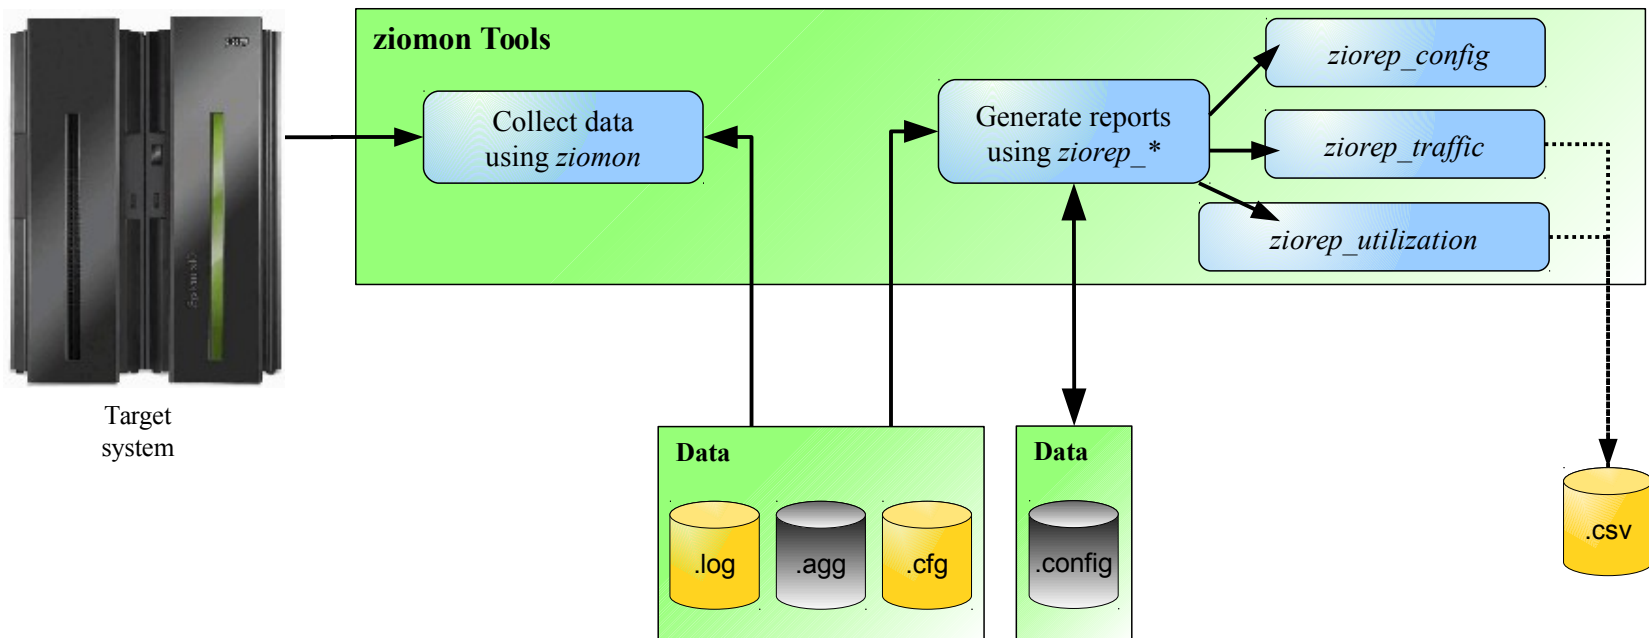 ziomon Tools
Collect data
using ziomon
Generate reports
using ziorep_*
ziorep_config
ziorep_traffic
ziorep_utilization
Target
system
Data
.log
.agg
.cfg
Data
.config
.csv